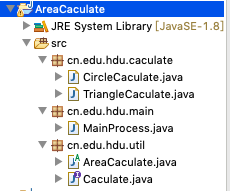 AreaCaculate
JRE System Library [JavaSE-1.8]
src
cn.edu.hdu.caculate
CircleCaculate.java
TriangleCaculate.java
cn.edu.hdu.main
MainProcess.java
cn.edu.hdu.util
AreaCaculate.java
Caculate.java